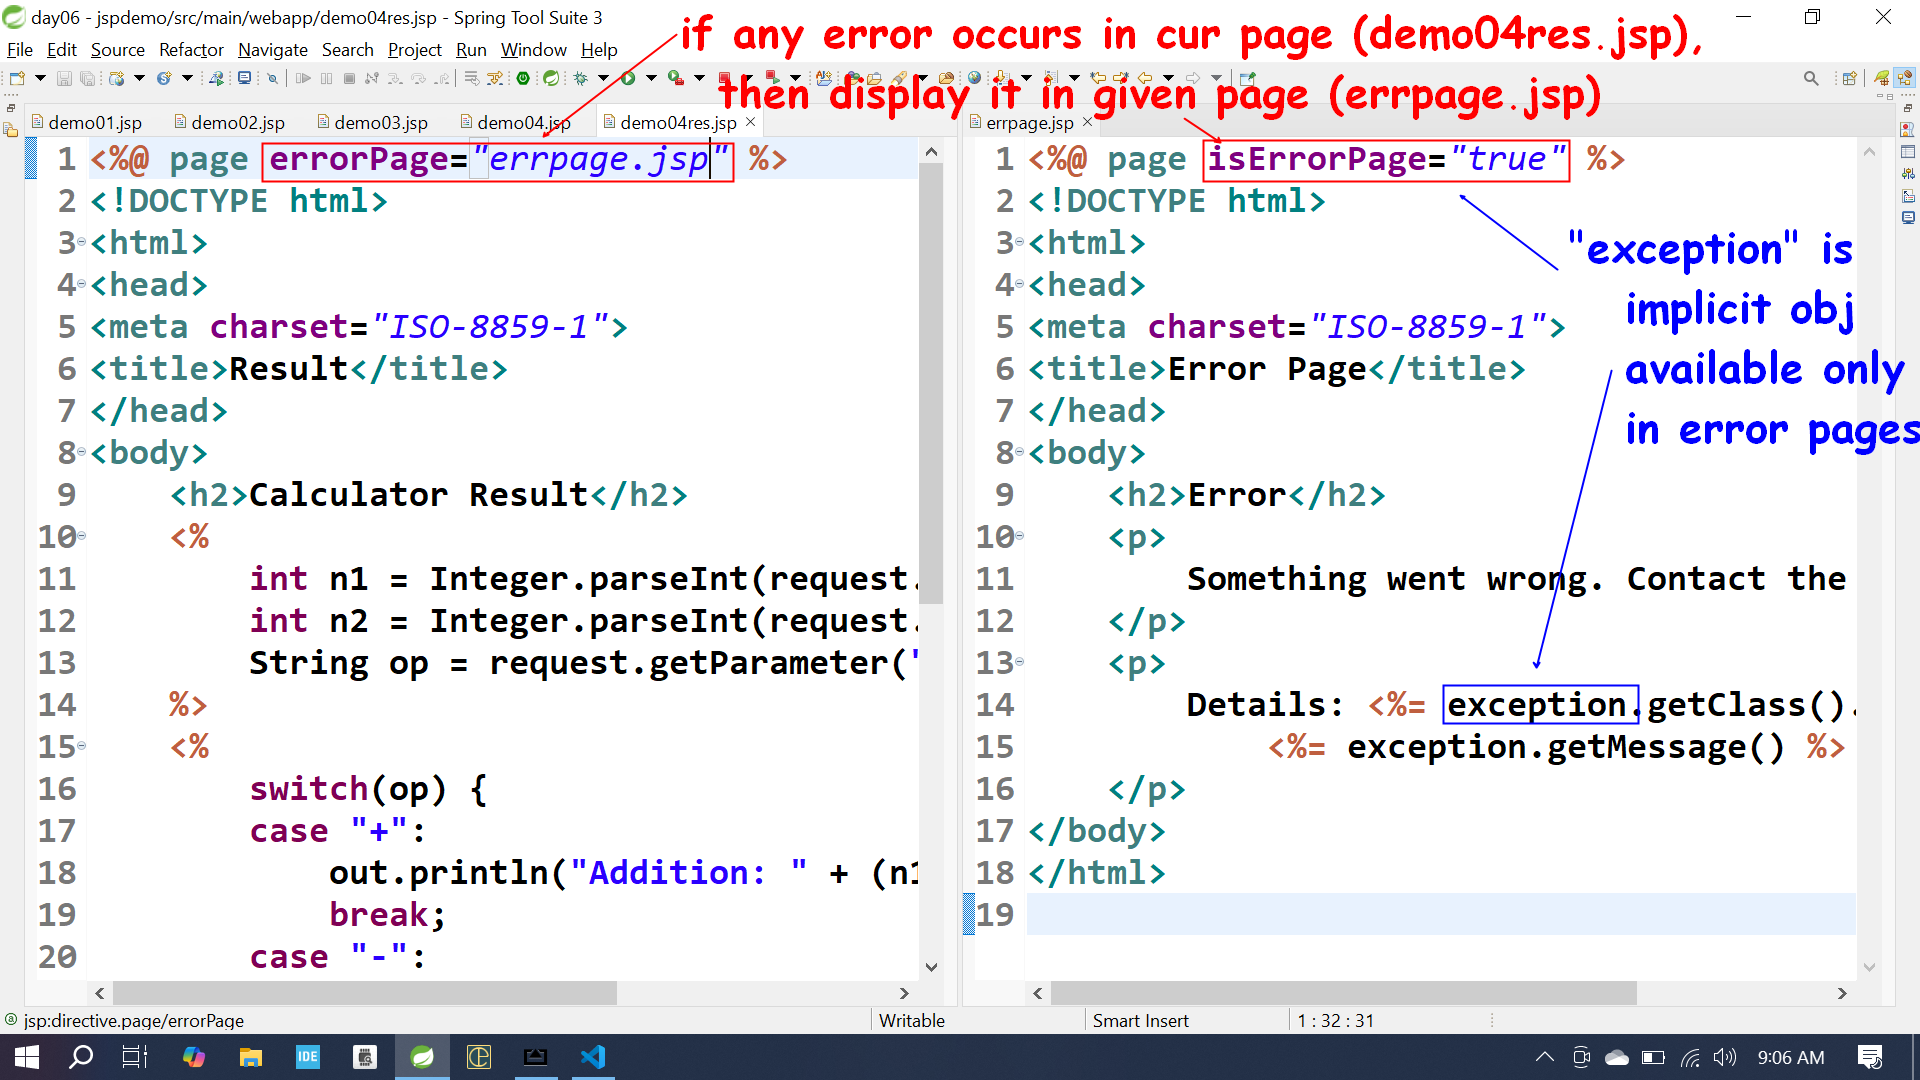 day06 - jspdemo/src/main/webapp/demo04res.jsp - Spring Tool Suite 3
if any error occurs in cur page (demo04res.jsp),
then display it in given page (errpage.jsp)
File Edit Source Refactor Navigate Search Project Run Window Help
demo01.jsp demo02.jsp demo03.jsp demo04.jsp demo04res.jsp
1 <%@ page errorPage="errpage.jsp" %>
2 <!DOCTYPE html>
3 <html>
4 <head>
5 <meta charset="ISO-8859-1">
6 <title>Result</title>
7 </head>
8 <body>
9 <h2>Calculator Result</h2>
10 <%
11 int n1 = Integer.parseInt(request.
12 int n2 = Integer.parseInt(request.
13 String op = request.getParameter("
14 %>
15 <%
16 switch(op) {
17 case "+":
18 out.println("Addition: " + (n1
19 break;
20 case "-":
errpage.jsp
1 <%@ page isErrorPage="true" %>
2 <!DOCTYPE html>
3 <html>
4 <head>
5 <meta charset="ISO-8859-1">
6 <title>Error Page</title>
7 </head>
8 <body>
9 <h2>Error</h2>
10 <p>
11 Something went wrong. Contact the
12 </p>
13 <p>
14 Details: <%= exception.getClass().
15 <%= exception.getMessage() %>
16 </p>
17 </body>
18 </html>
19
"exception" is
implicit obj
available only
in error pages
jsp:directive.page/errorPage
Writable
Smart Insert
1 : 32 : 31
IDE
9:06 AM